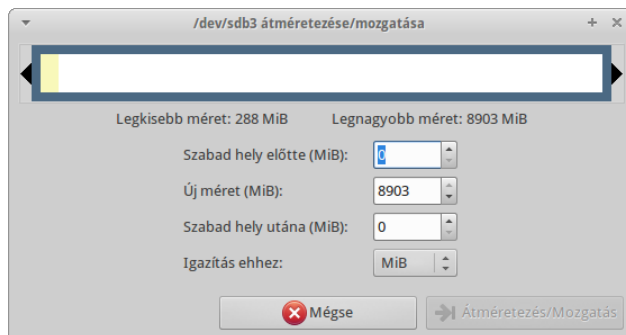 /dev/sdb3 átméretezése/mozgatása
Legkisebb méret: 288 MiB Legnagyobb méret: 8903 MiB
Szabad hely előtte (MiB): 0
Új méret (MiB): 8903
Szabad hely utána (MiB): 0
Igazítás ehhez: MiB
Mégse Átméretezés/Mozgatás